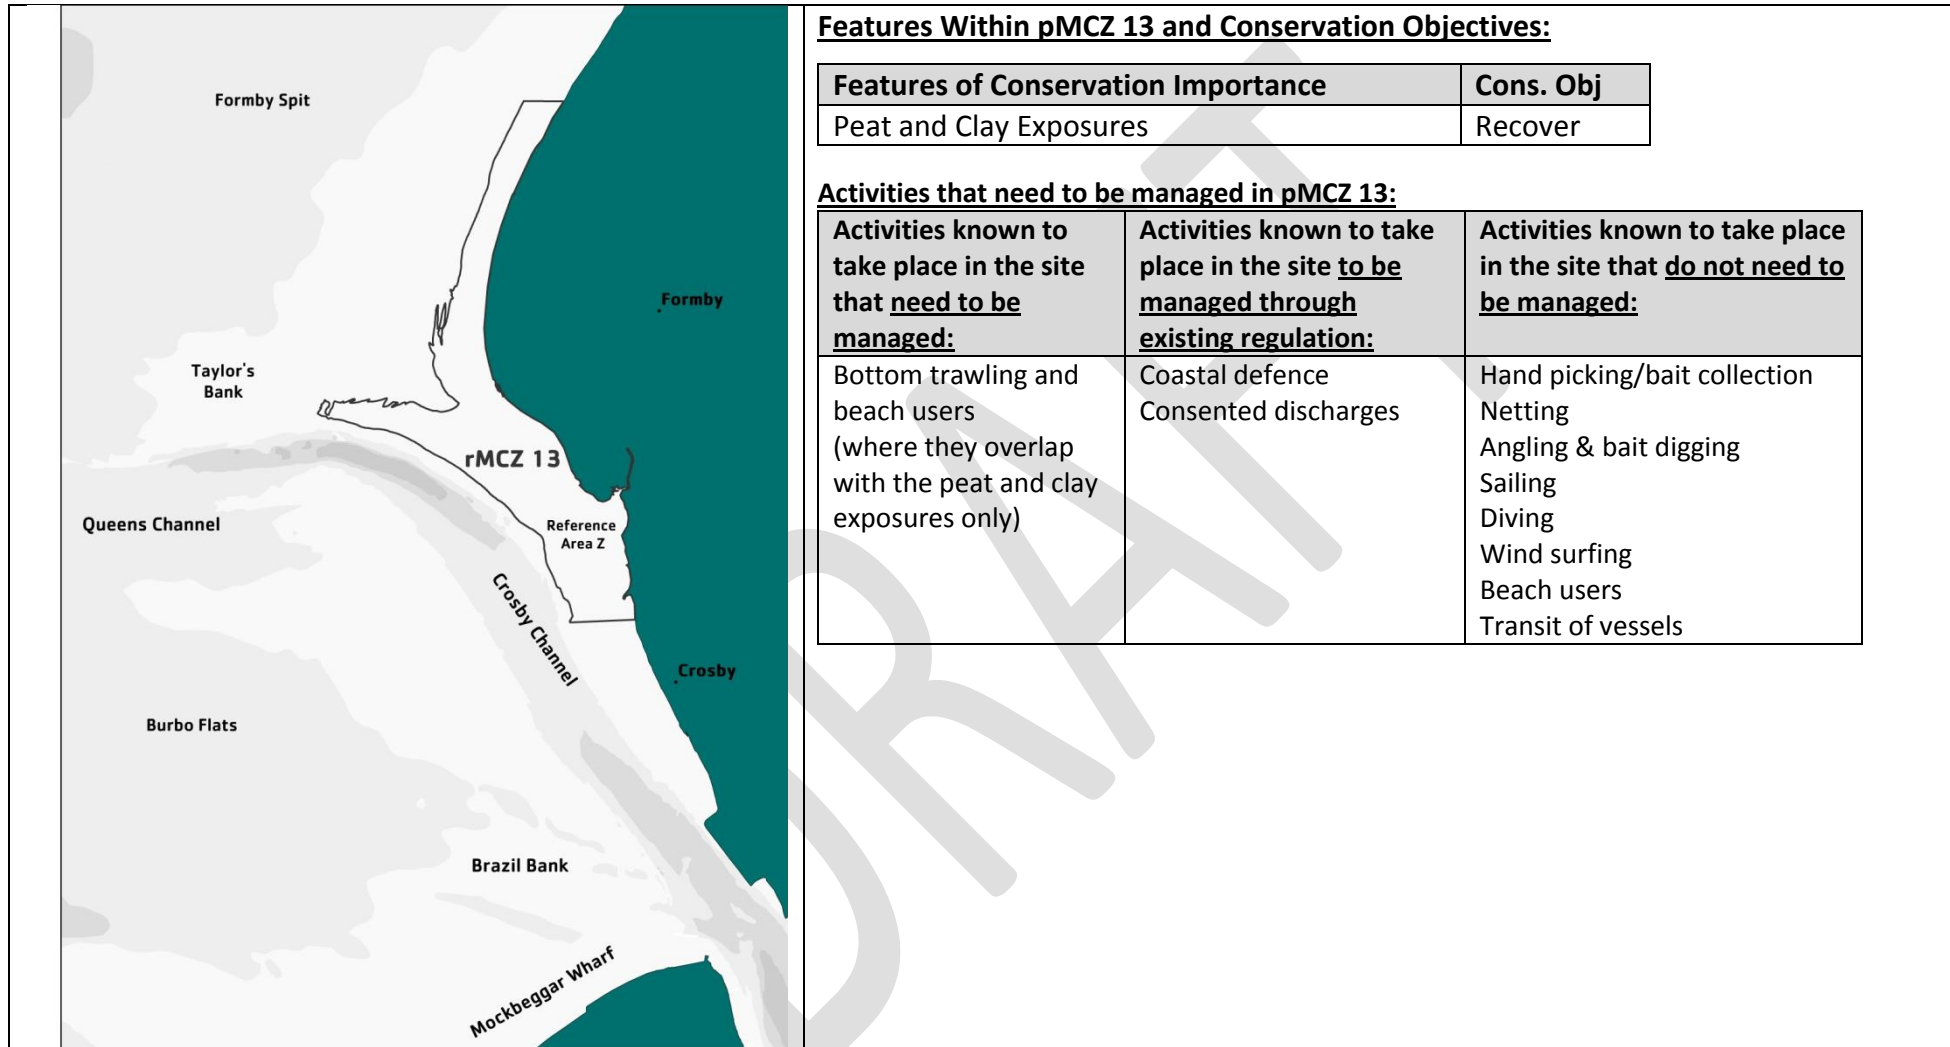 Formby Spit
Formby
Taylor's
Bank
rMCZ 13
Queens Channel
Reference
Area Z
Crosby Channel
Crosby
Burbo Flats
Brazil Bank
Mockbeggar Wharf
Features Within pMCZ 13 and Conservation Objectives:
Features of Conservation Importance Cons. Obj
Peat and Clay Exposures Recover
Activities that need to be managed in pMCZ 13:
Activities known to
take place in the site
that need to be
managed:
Activities known to take
place in the site to be
managed through
existing regulation:
Activities known to take place
in the site that do not need to
be managed:
Bottom trawling and
beach users
(where they overlap
with the peat and clay
exposures only)
Coastal defence
Consented discharges
Hand picking/bait collection
Netting
Angling & bait digging
Sailing
Diving
Wind surfing
Beach users
Transit of vessels
DRAFT